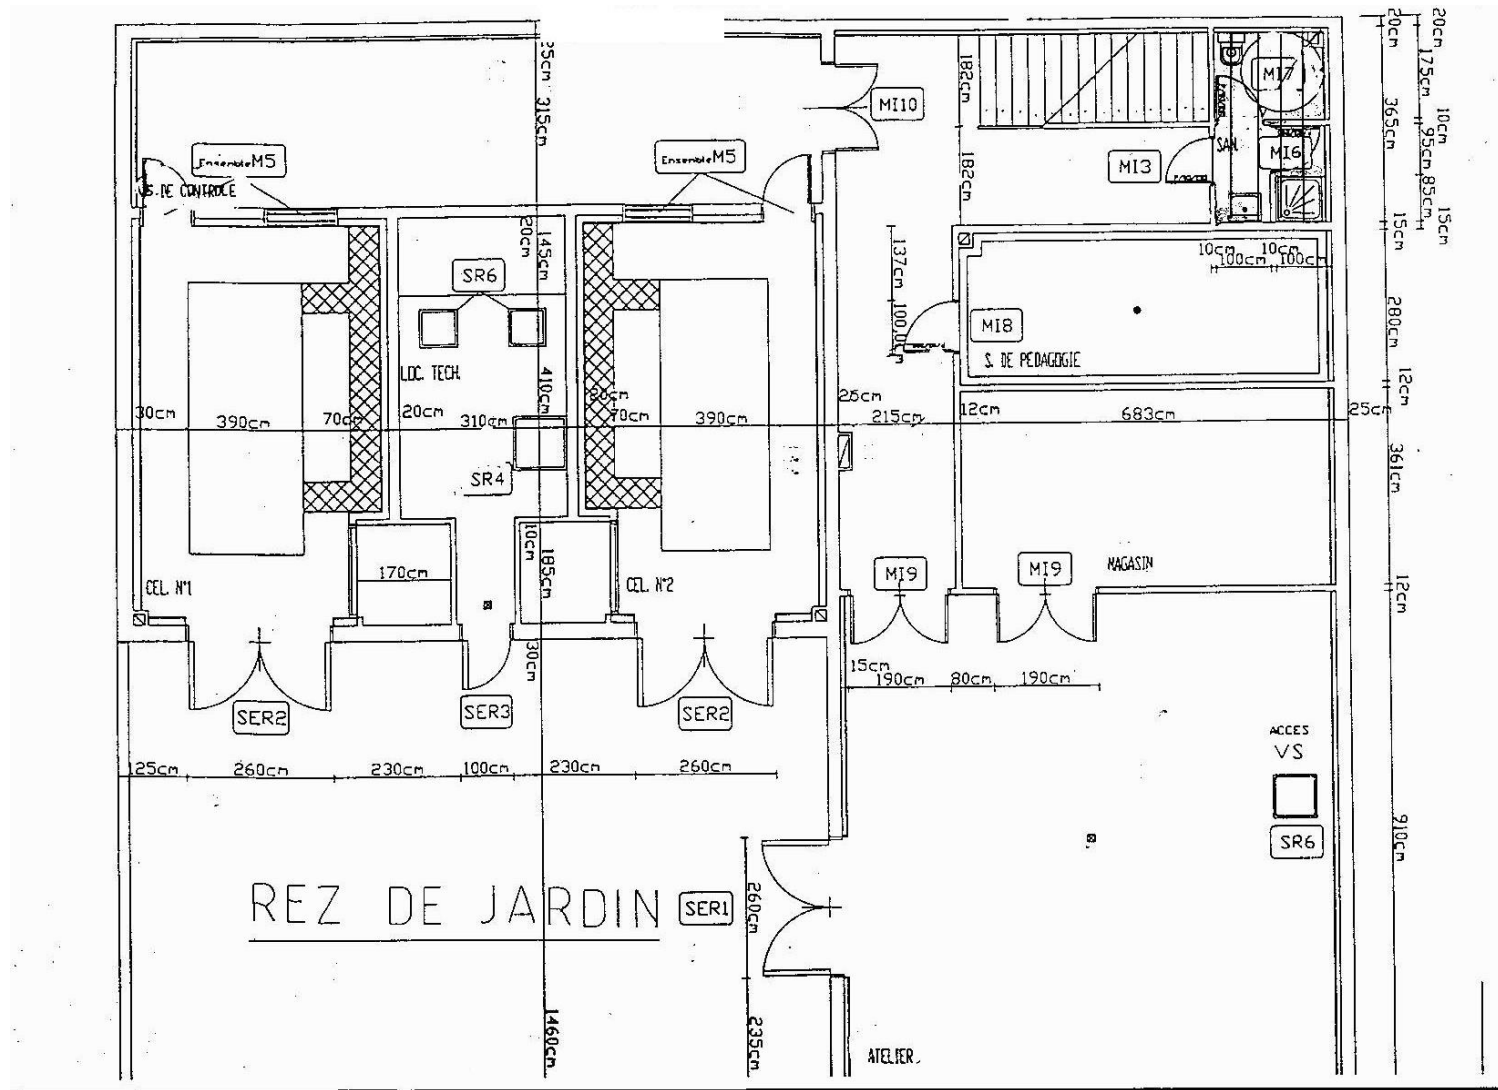 20cm
20cm
25cm
175cm
182cm
MI7
MI10
315cm
365cm
10cm
95cm
Ensemble M5
Ensemble M5
SAN.
MI6
MI3
182cm
85cm
S. DE CONTROLE
15cm
15cm
20cm
145cm
137cm
10cm
10cm
100cm
100cm
SR6
280cm
MI8
S. DE PEDAGOGIE
LOC. TECH.
410cm
12cm
30cm
390cm
70cm
20cm
310cm
20cm
70cm
390cm
25cm
215cm
12cm
683cm
25cm
361cm
SR4
10cm
185cm
170cm
CEL. N°1
CEL. N°2
MI9
MI9
MAGASIN
12cm
30cm
15cm
190cm
80cm
190cm
SER2
SER3
SER2
ACCES
VS
125cm
260cm
230cm
100cm
230cm
260cm
SR6
910cm
REZ DE JARDIN
SER1
260cm
1460cm
235cm
ATELIER.